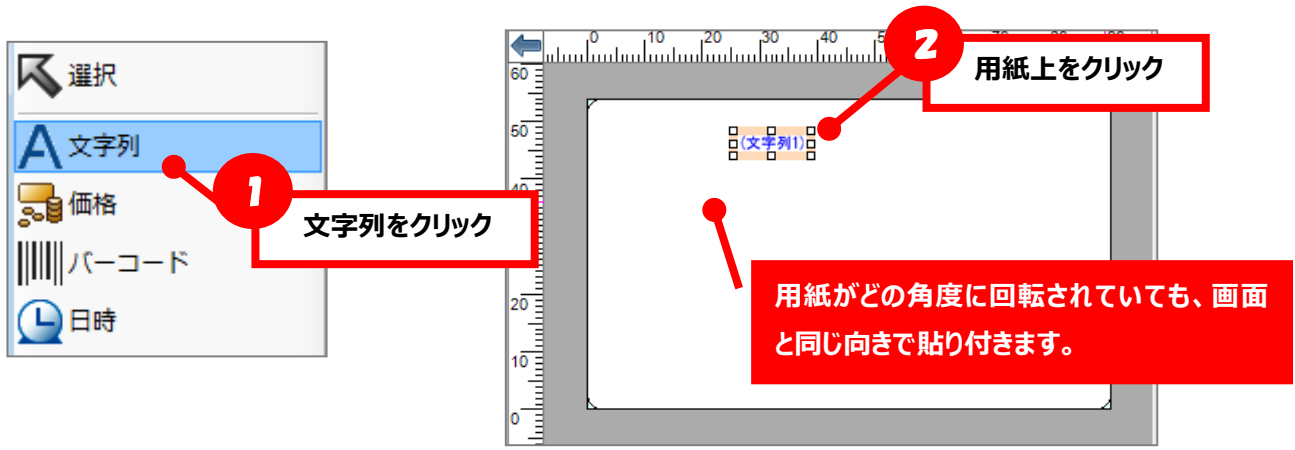 選択
文字列
価格
バーコード
日時
1
文字列をクリック
0 10 20 30 40
60
50
40
20
10
0
(文字列1)
2
用紙上をクリック
用紙がどの角度に回転されていても、画面
と同じ向きで貼り付きます。